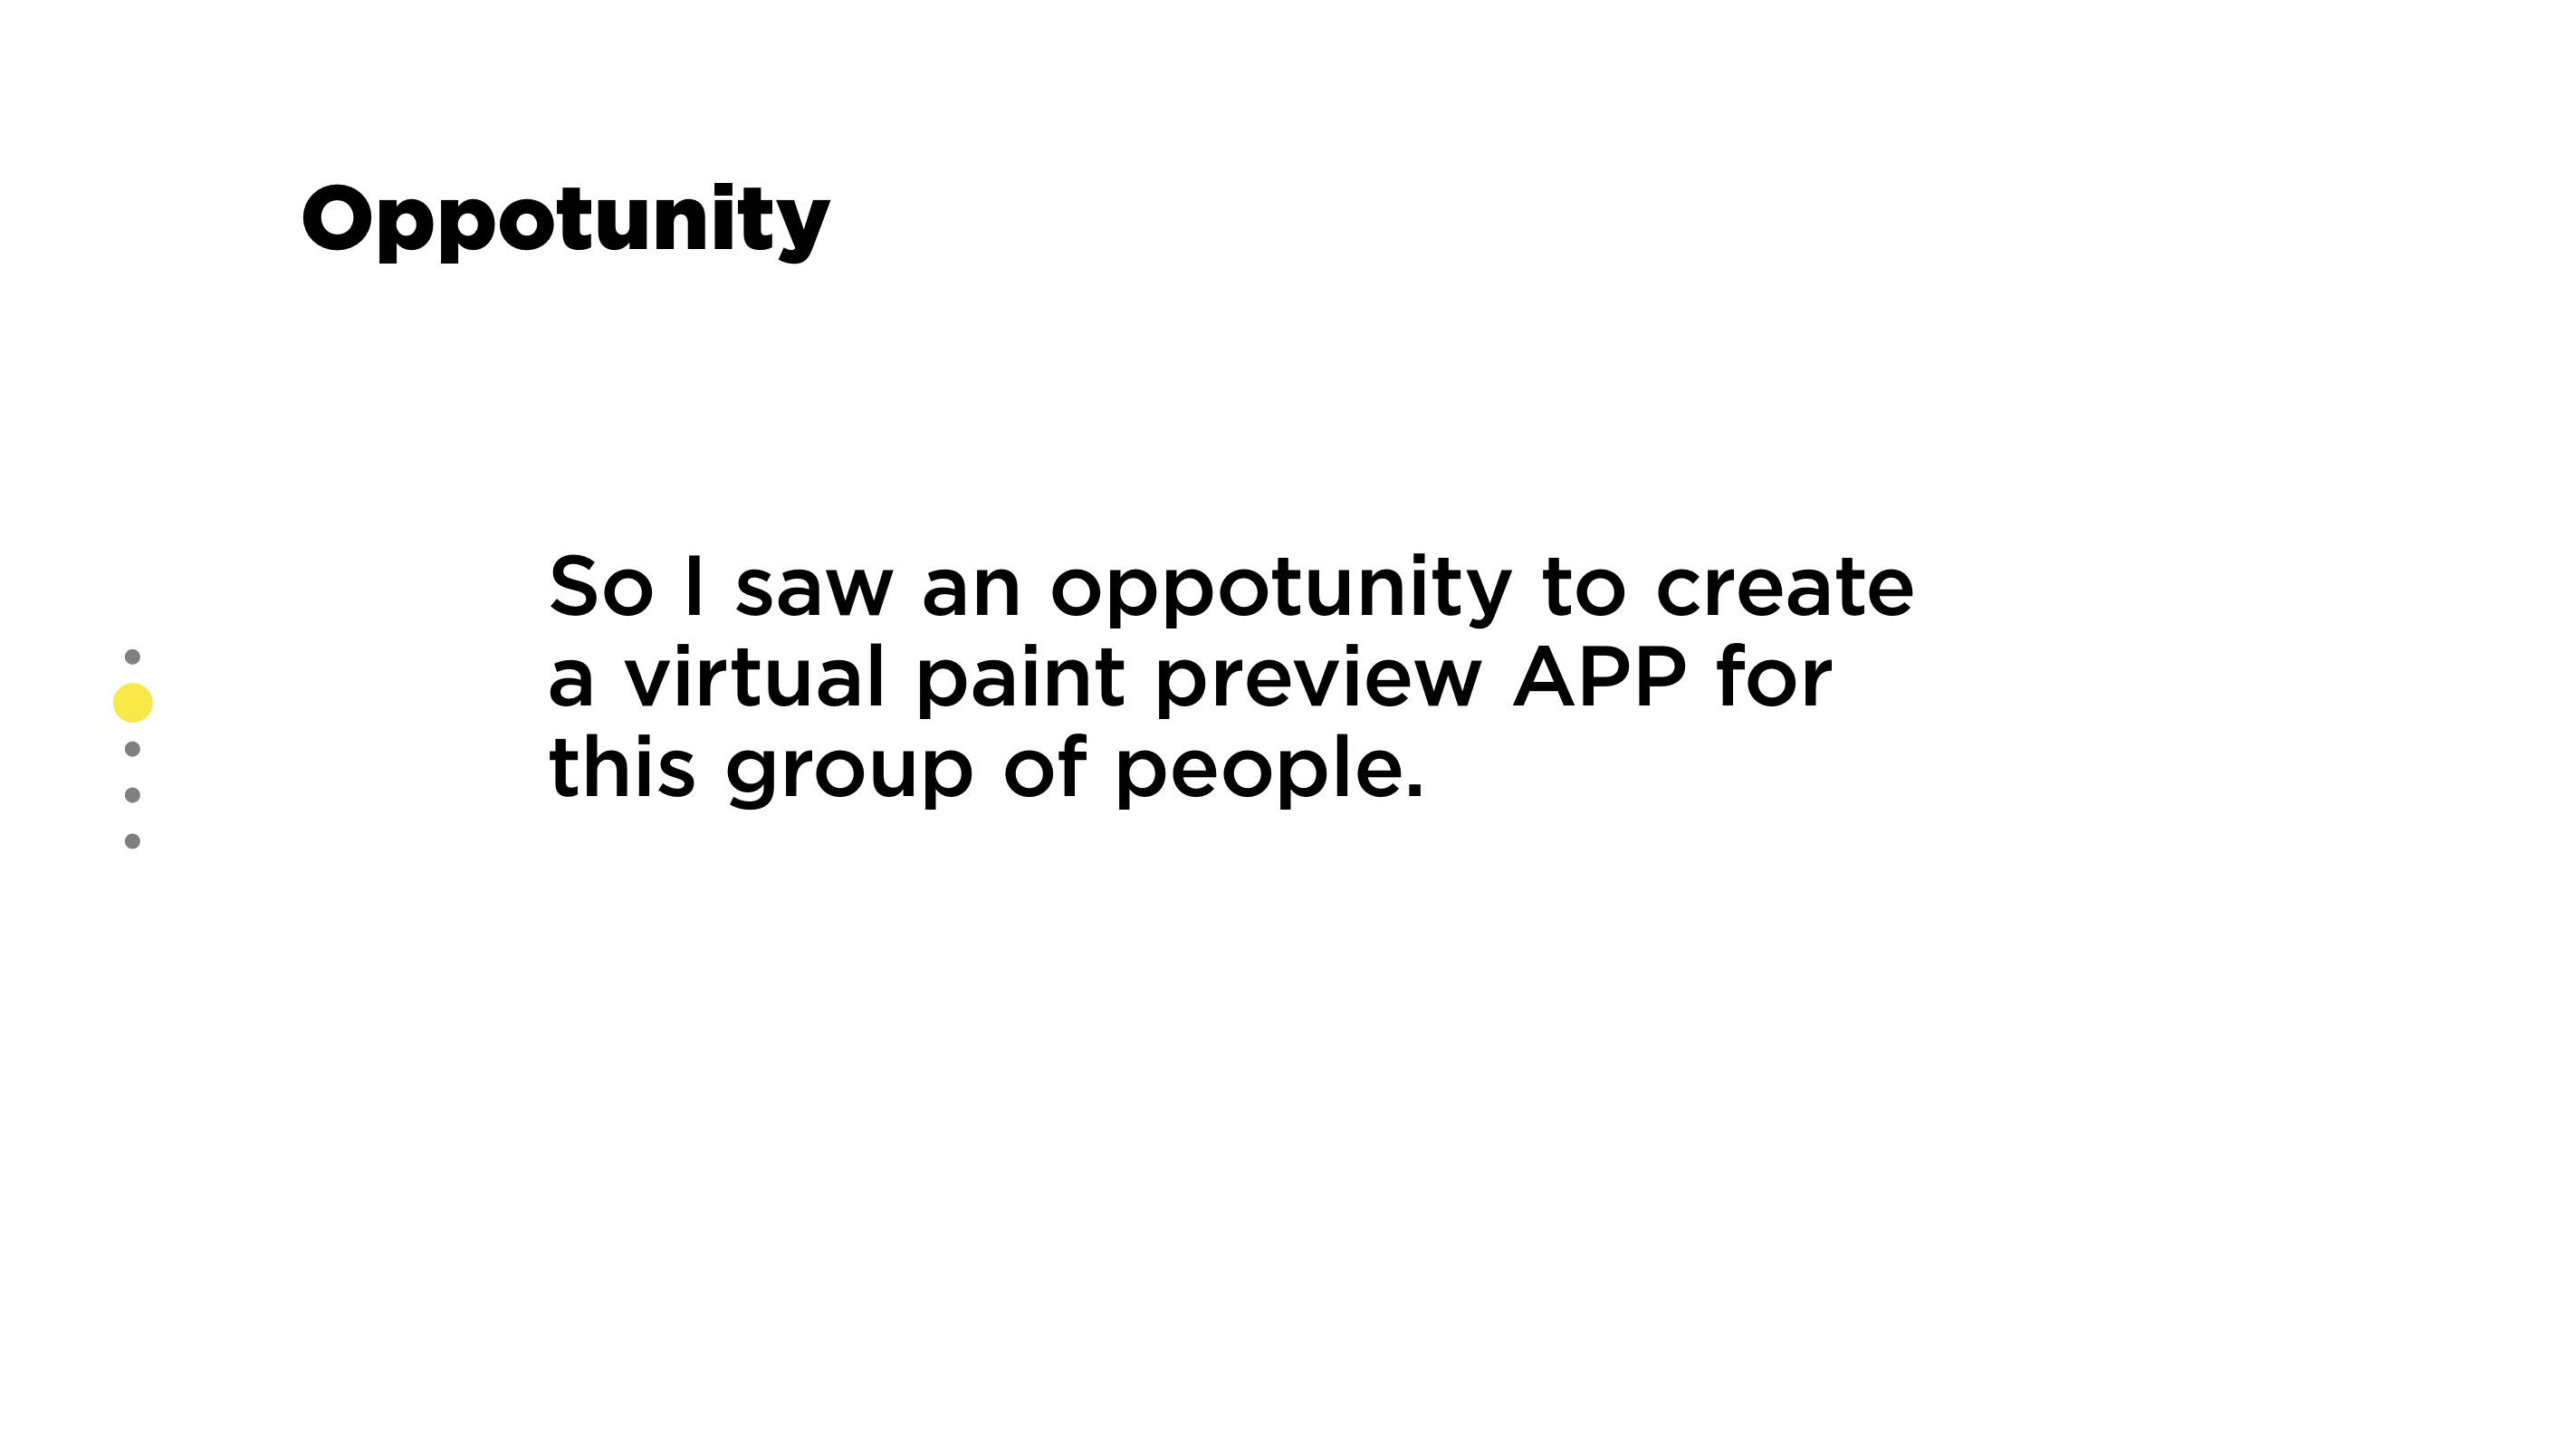 Oppotunity
So I saw an oppotunity to create
a virtual paint preview APP for
this group of people.